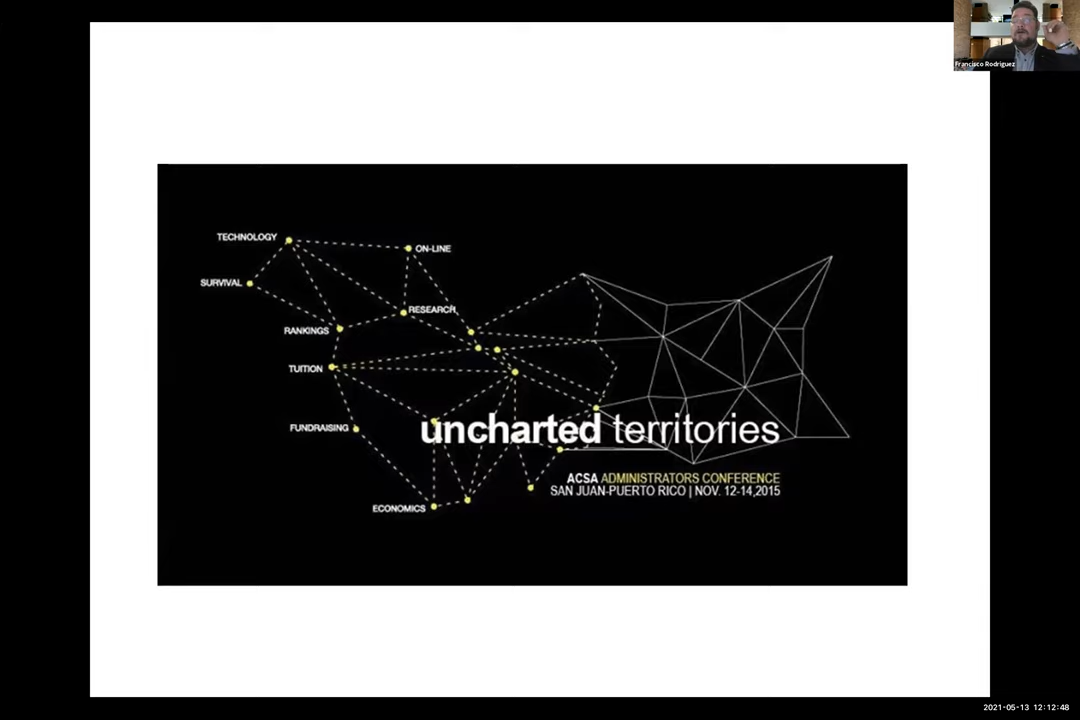 Francisco Rodriguez
TECHNOLOGY
ON-LINE
SURVIVAL
RESEARCH
RANKINGS
TUITION
FUNDRAISING
uncharted territories
ACSA ADMINISTRATORS CONFERENCE
SAN JUAN-PUERTO RICO | NOV. 12-14,2015
ECONOMICS
2021-05-13 12:12:48